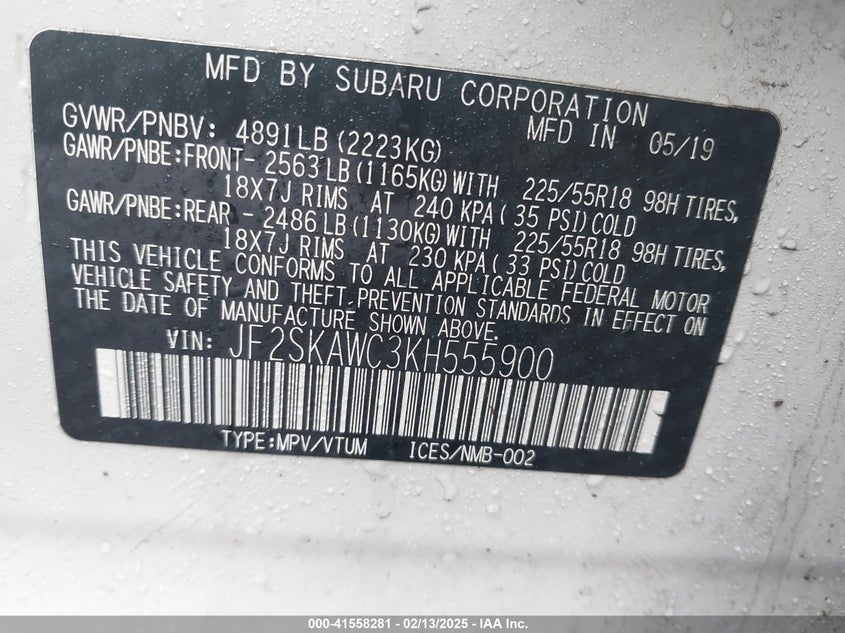 MFD BY SUBARU CORPORATION
MFD IN 05/19
GVWR/PNBV: 4891LB (2223KG)
GAWR/PNBE:FRONT- 2563 LB (1165KG) WITH 225/55R18 98H TIRES,
18X7J RIMS AT 240 KPA ( 35 PSI) COLD
GAWR/PNBE:REAR - 2486 LB (1130KG) WITH 225/55R18 98H TIRES,
18X7J RIMS AT 230 KPA ( 33 PSI) COLD
THIS VEHICLE CONFORMS TO ALL APPLICABLE FEDERAL MOTOR
VEHICLE SAFETY AND THEFT PREVENTION STANDARDS IN EFFECT ON
THE DATE OF MANUFACTURE SHOWN ABOVE.
VIN: JF2SKAWC3KH555900
TYPE:MPV/VTUM ICES/NMB-002
000-41558281 - 02/13/2025 - IAA Inc.